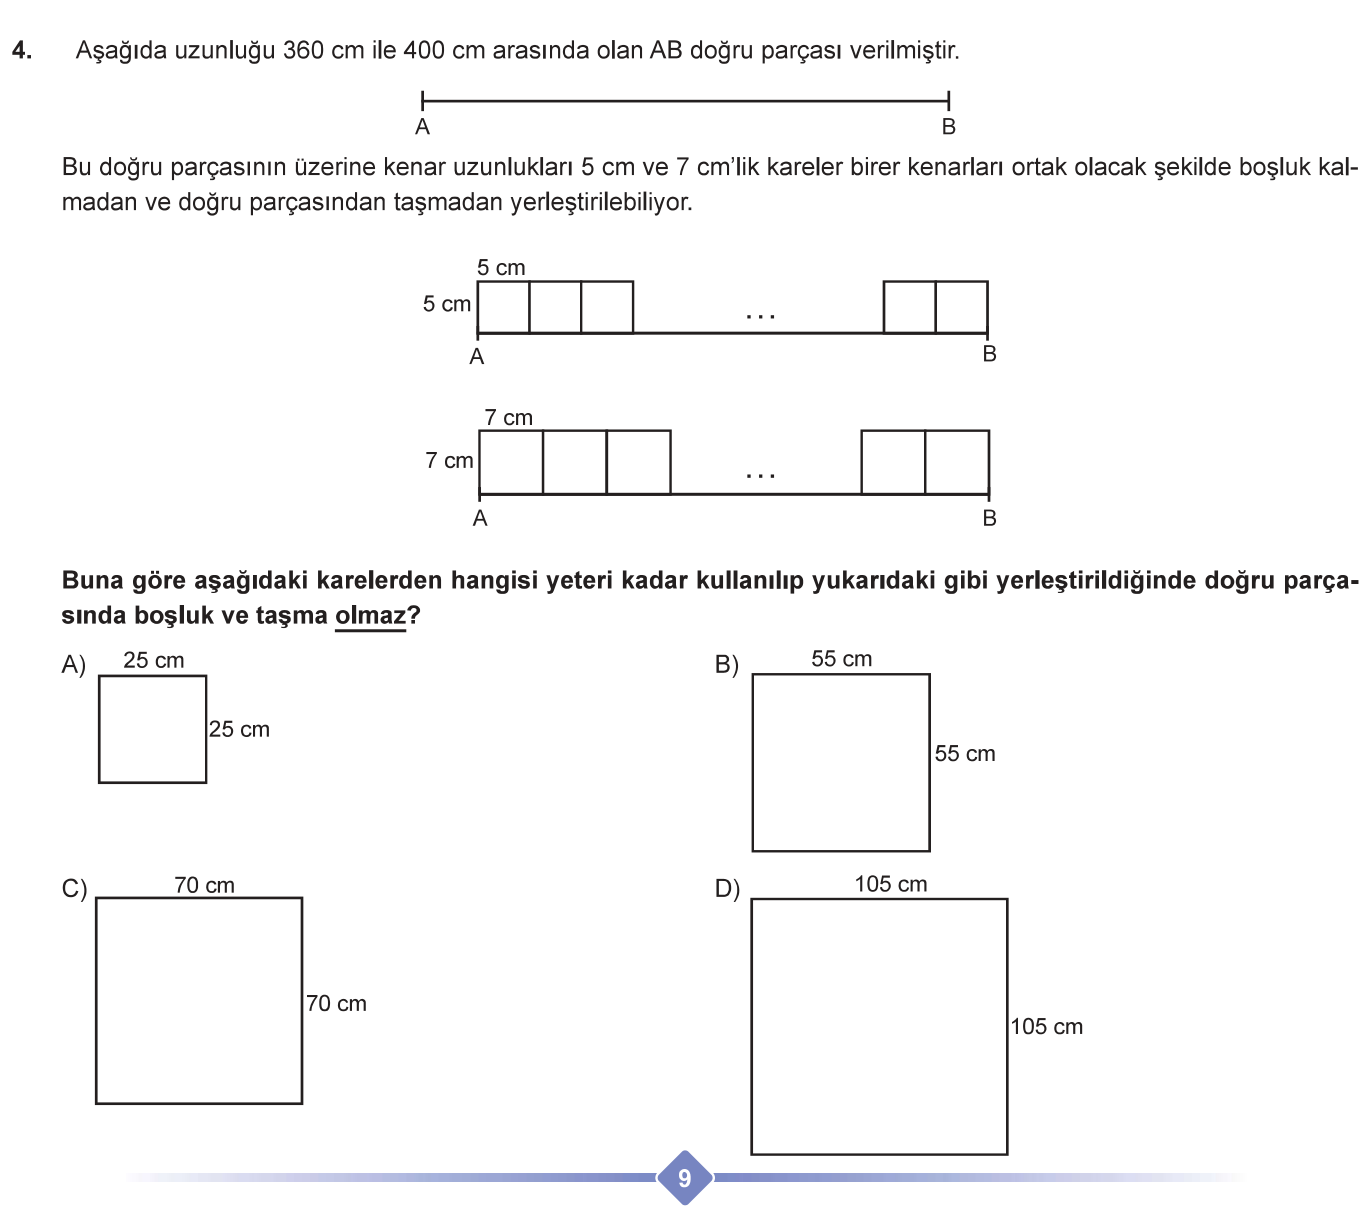 4. Aşağıda uzunluğu 360 cm ile 400 cm arasında olan AB doğru parçası verilmiştir.
A B
Bu doğru parçasının üzerine kenar uzunlukları 5 cm ve 7 cm’lik kareler birer kenarları ortak olacak şekilde boşluk kal-
madan ve doğru parçasından taşmadan yerleştirilebiliyor.
5 cm
5 cm ...
A B
7 cm
7 cm ...
A B
Buna göre aşağıdaki karelerden hangisi yeteri kadar kullanılıp yukarıdaki gibi yerleştirildiğinde doğru parça-
sında boşluk ve taşma olmaz?
A) 25 cm
25 cm
B) 55 cm
55 cm
C) 70 cm
70 cm
D) 105 cm
105 cm
9